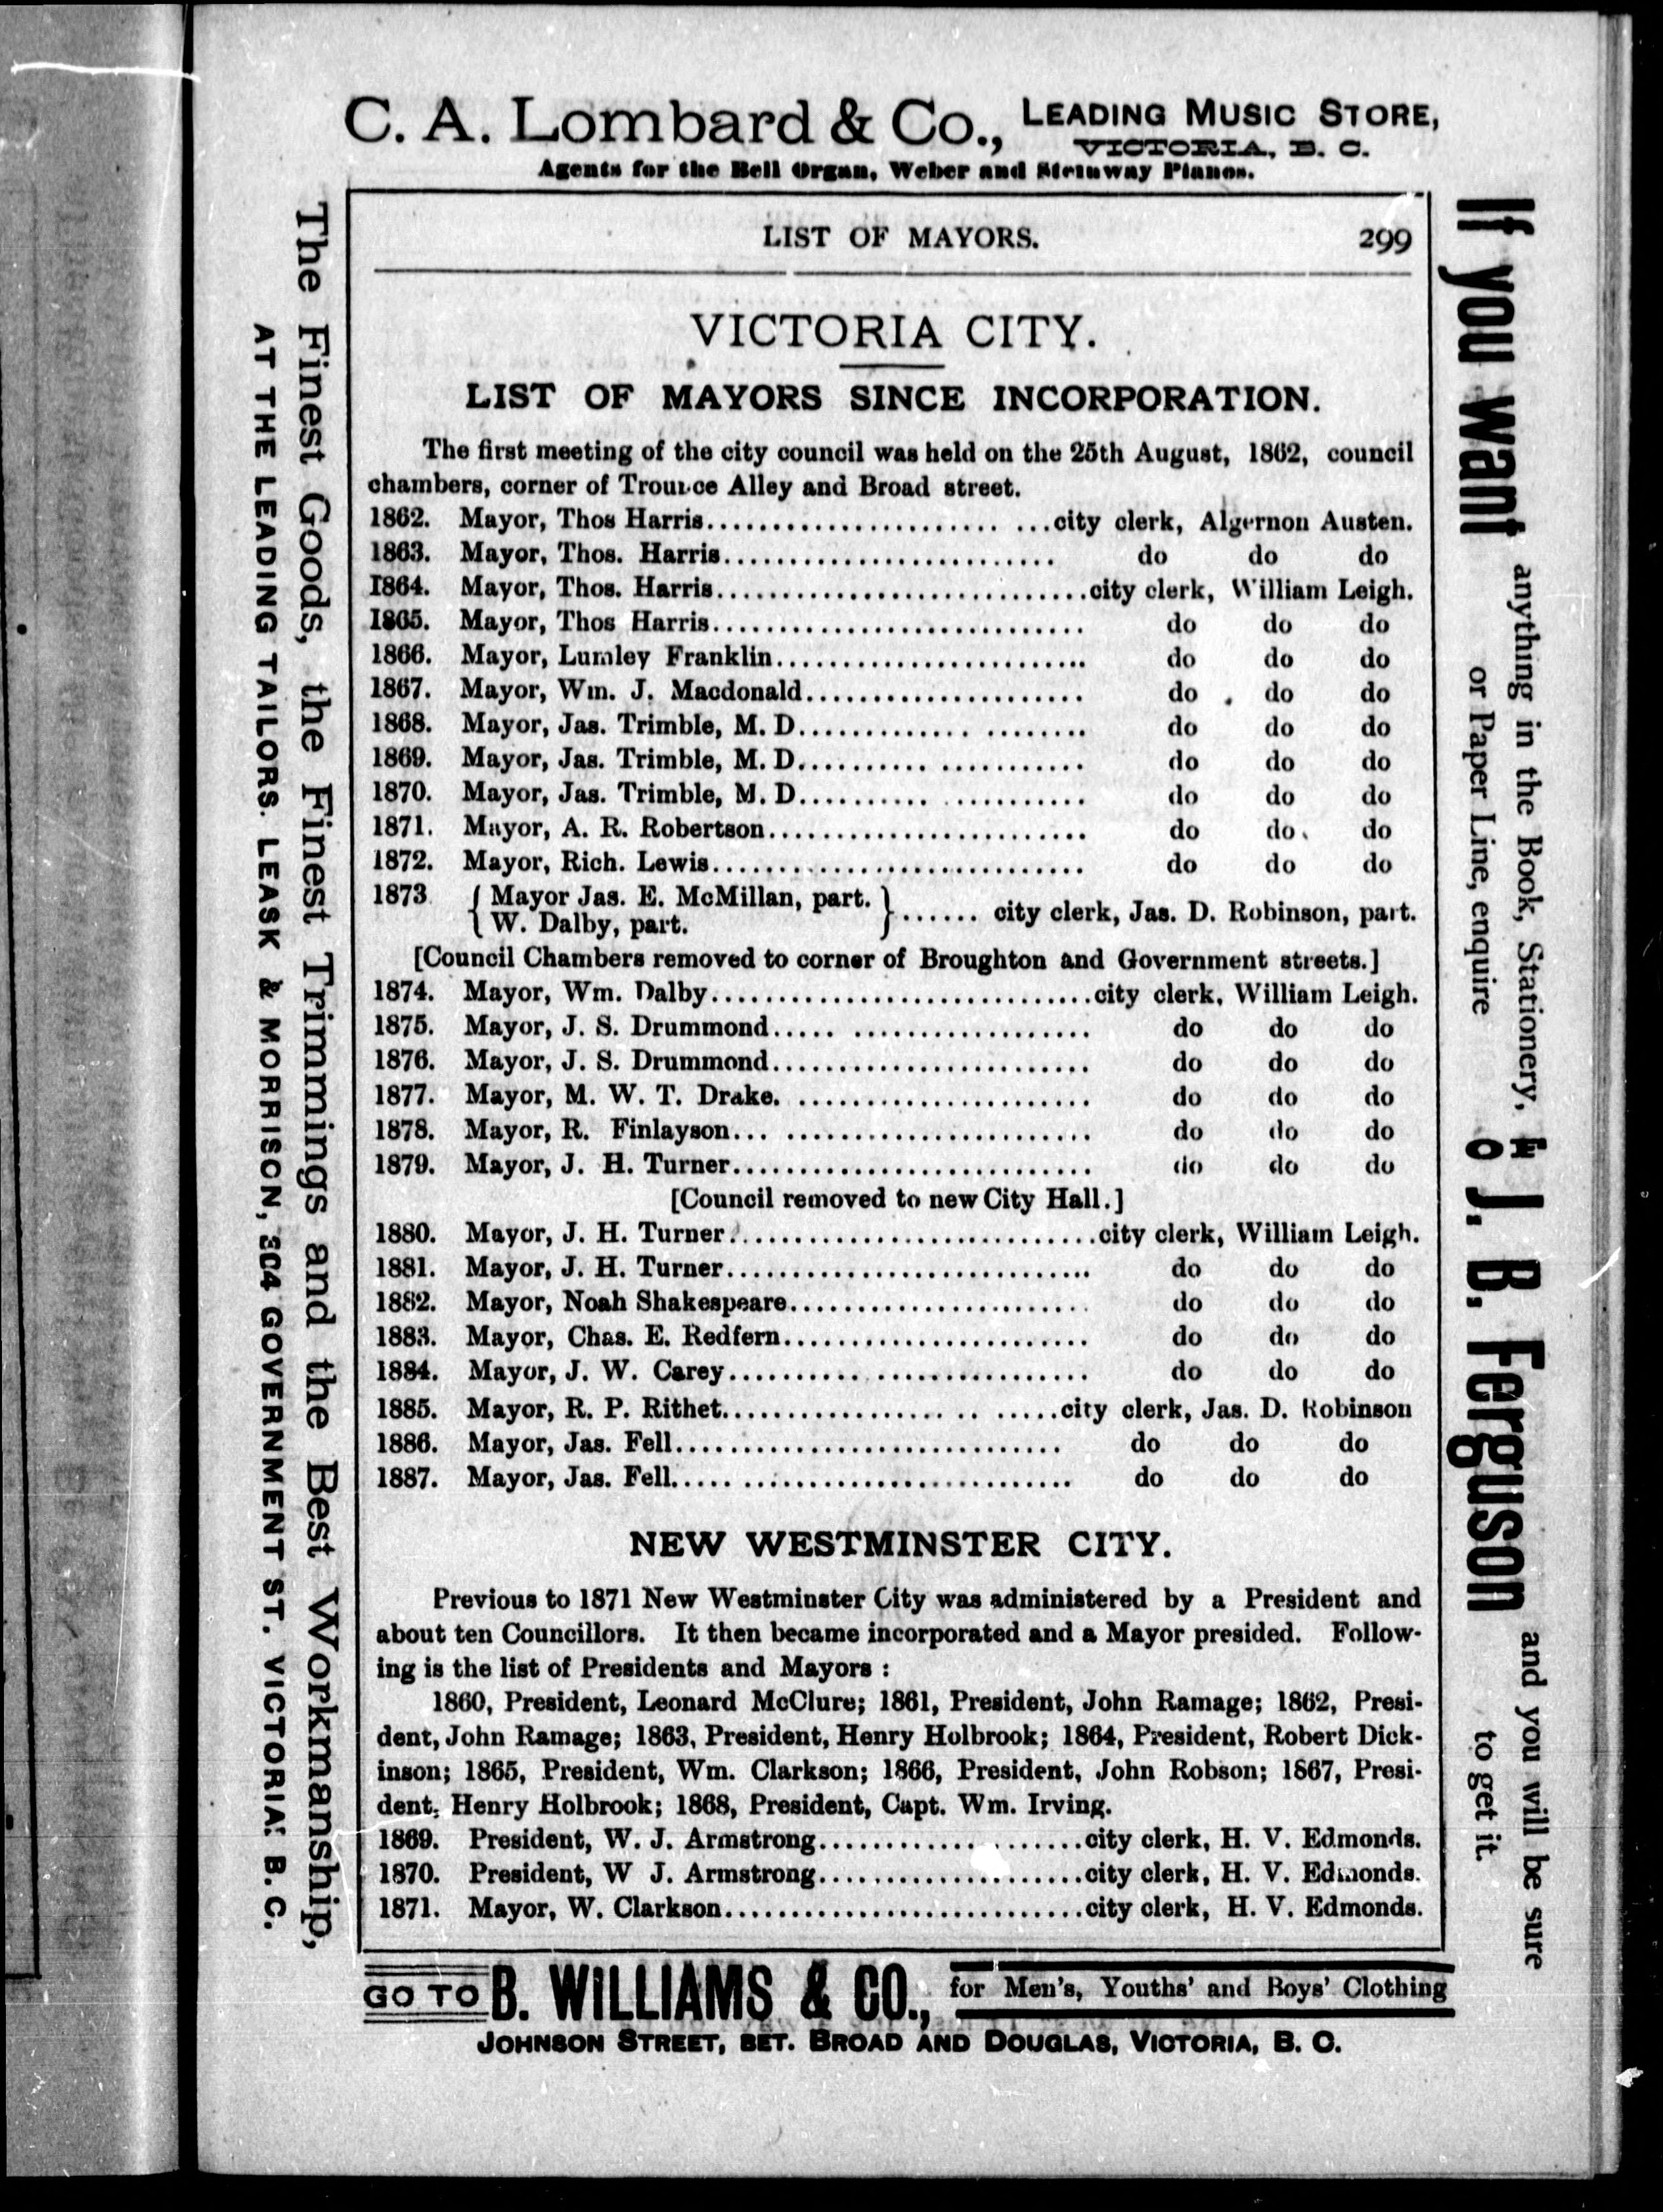 C. A. Lombard & Co., LEADING MUSIC STORE,
VICTORIA, B. C.
Agents for the Bell Organ, Weber and Steinway Pianos.
LIST OF MAYORS. 299
VICTORIA CITY.
LIST OF MAYORS SINCE INCORPORATION.
The first meeting of the city council was held on the 25th August, 1862, council
chambers, corner of Trounce Alley and Broad street.
1862. Mayor, Thos Harris...................... ...city clerk, Algernon Austen.
1863. Mayor, Thos. Harris.......................... do do do
1864. Mayor, Thos. Harris............................city clerk, William Leigh.
1865. Mayor, Thos Harris............................. do do do
1866. Mayor, Lumley Franklin........................ do do do
1867. Mayor, Wm. J. Macdonald...................... do do do
1868. Mayor, Jas. Trimble, M. D............. ........ do do do
1869. Mayor, Jas. Trimble, M. D.......... ........... do do do
1870. Mayor, Jas. Trimble, M. D.......... ........... do do do
1871. Mayor, A. R. Robertson......................... do do do
1872. Mayor, Rich. Lewis............................. do do do
1873 { Mayor Jas. E. McMillan, part. } ...... city clerk, Jas. D. Robinson, part.
{ W. Dalby, part. }
[Council Chambers removed to corner of Broughton and Government streets.]
1874. Mayor, Wm. Dalby.............................city clerk, William Leigh.
1875. Mayor, J. S. Drummond..... .................. do do do
1876. Mayor, J. S. Drummond......................... do do do
1877. Mayor, M. W. T. Drake. ....................... do do do
1878. Mayor, R. Finlayson... ........................ do do do
1879. Mayor, J. H. Turner............................ do do do
[Council removed to new City Hall.]
1880. Mayor, J. H. Turner............................city clerk, William Leigh.
1881. Mayor, J. H. Turner............................ do do do
1882. Mayor, Noah Shakespeare....................... do do do
1883. Mayor, Chas. E. Redfern........................ do do do
1884. Mayor, J. W. Carey.......... ................ do do do
1885. Mayor, R. P. Rithet................. .. .....city clerk, Jas. D. Robinson
1886. Mayor, Jas. Fell.............................. do do do
1887. Mayor, Jas. Fell..... ......................... do do do
NEW WESTMINSTER CITY.
Previous to 1871 New Westminster City was administered by a President and
about ten Councillors. It then became incorporated and a Mayor presided. Follow-
ing is the list of Presidents and Mayors :
1860, President, Leonard McClure; 1861, President, John Ramage; 1862, Presi-
dent, John Ramage; 1863, President, Henry Holbrook; 1864, President, Robert Dick-
inson; 1865, President, Wm. Clarkson; 1866, President, John Robson; 1867, Presi-
dent, Henry Holbrook; 1868, President, Capt. Wm. Irving.
1869. President, W. J. Armstrong............ .......city clerk, H. V. Edmonds.
1870. President, W J. Armstrong....................city clerk, H. V. Edmonds.
1871. Mayor, W. Clarkson...........................city clerk, H. V. Edmonds.
GO TO B. WILLIAMS & CO., for Men's, Youths' and Boys' Clothing
JOHNSON STREET, BET. BROAD AND DOUGLAS, VICTORIA, B. C.
The Finest Goods, the Finest Trimmings and the Best Workmanship,
AT THE LEADING TAILORS. LEASK & MORRISON, 304 GOVERNMENT ST. VICTORIA: B. C.
If you want anything in the Book, Stationery,
or Paper Line, enquire
of J. B. Ferguson and you will be sure
to get it.